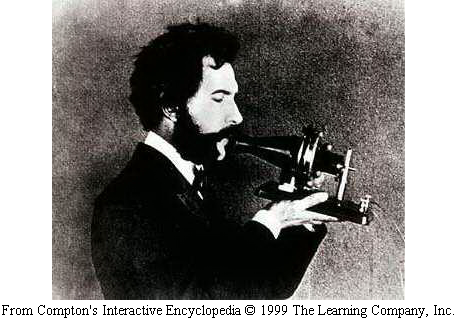 From Compton's Interactive Encyclopedia © 1999 The Learning Company, Inc.